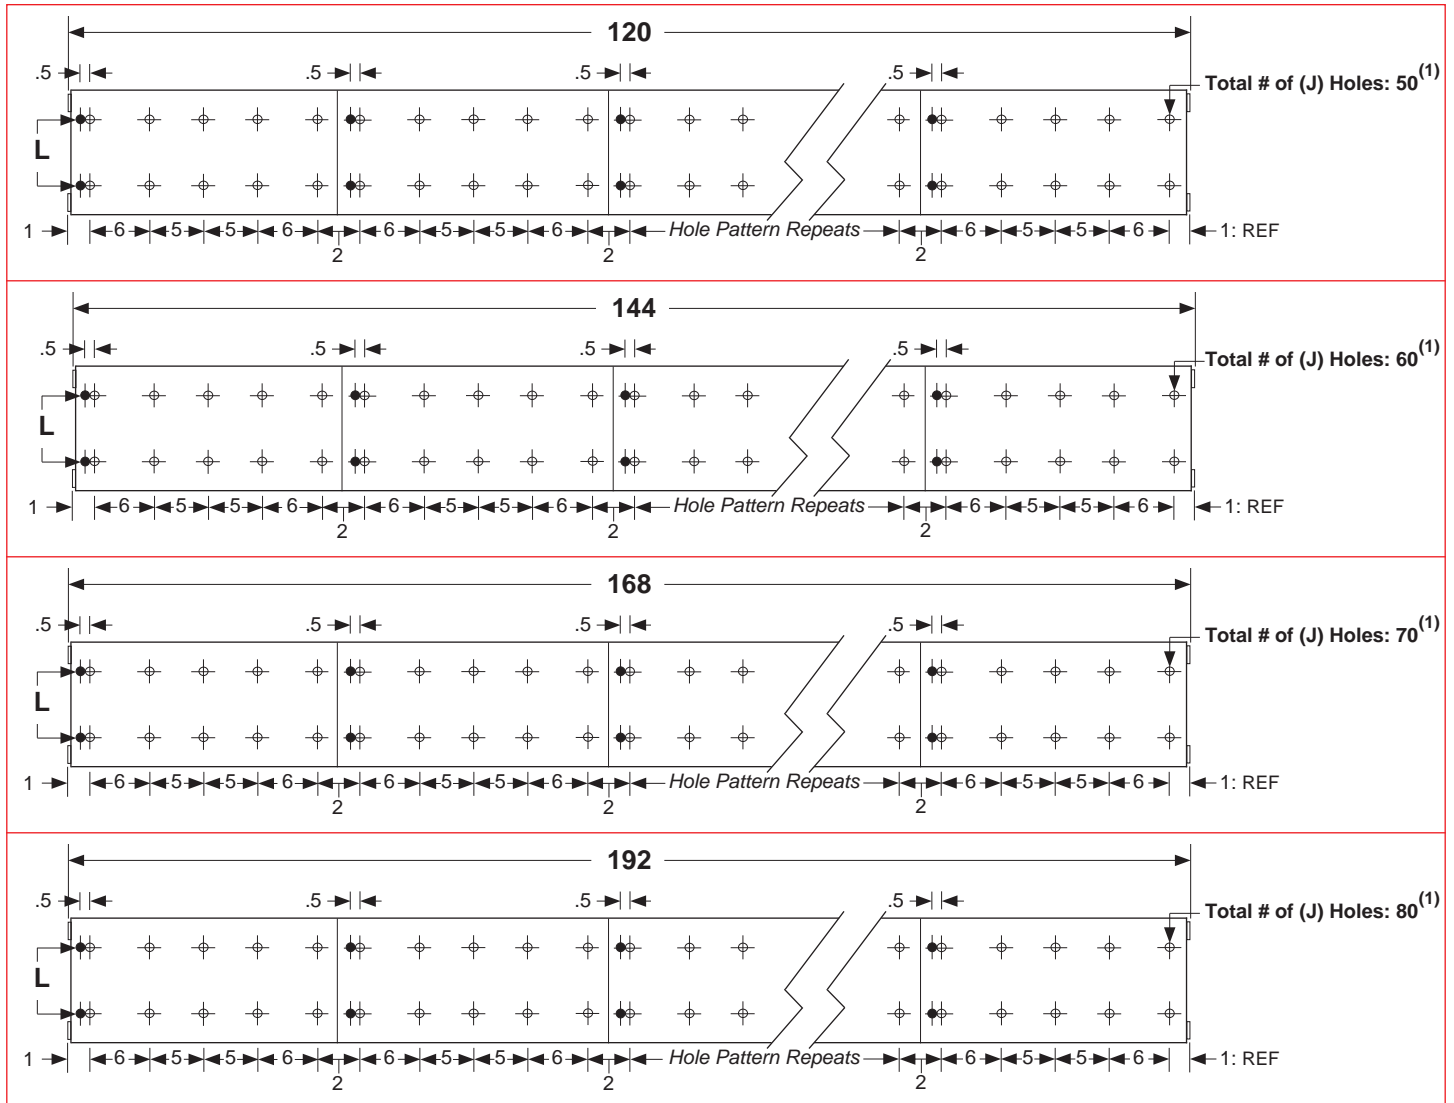 120
.5 .5 .5 .5
Total # of (J) Holes: 50(1)
L
1 6 5 5 6 6 5 5 6 Hole Pattern Repeats 6 5 5 6 1: REF
2 2 2
144
.5 .5 .5 .5
Total # of (J) Holes: 60(1)
L
1 6 5 5 6 6 5 5 6 Hole Pattern Repeats 6 5 5 6 1: REF
2 2 2
168
.5 .5 .5 .5
Total # of (J) Holes: 70(1)
L
1 6 5 5 6 6 5 5 6 Hole Pattern Repeats 6 5 5 6 1: REF
2 2 2
192
.5 .5 .5 .5
Total # of (J) Holes: 80(1)
L
1 6 5 5 6 6 5 5 6 Hole Pattern Repeats 6 5 5 6 1: REF
2 2 2